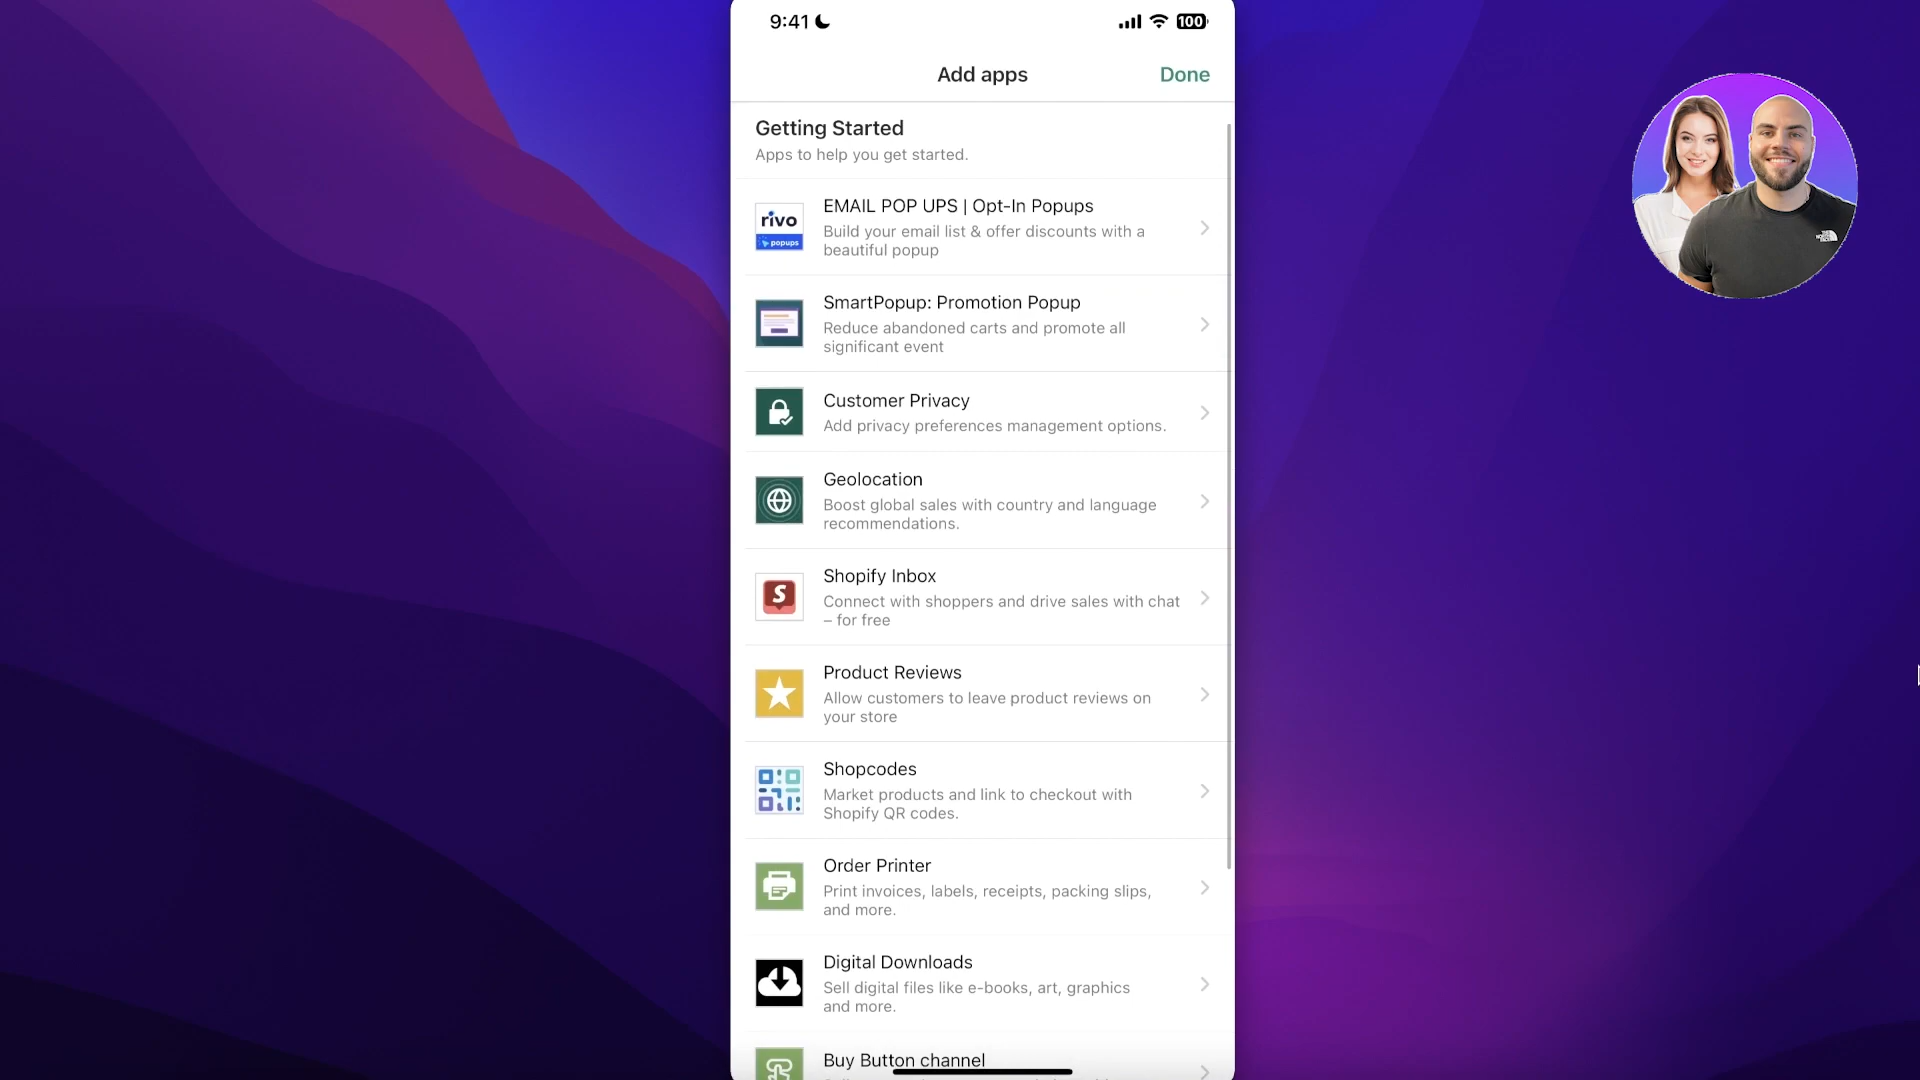 9:41
100
Add apps
Done
Getting Started
Apps to help you get started.
rivo
popups
EMAIL POP UPS | Opt-In Popups
Build your email list & offer discounts with a
beautiful popup
SmartPopup: Promotion Popup
Reduce abandoned carts and promote all
significant event
Customer Privacy
Add privacy preferences management options.
Geolocation
Boost global sales with country and language
recommendations.
S
Shopify Inbox
Connect with shoppers and drive sales with chat
– for free
Product Reviews
Allow customers to leave product reviews on
your store
Shopcodes
Market products and link to checkout with
Shopify QR codes.
Order Printer
Print invoices, labels, receipts, packing slips,
and more.
Digital Downloads
Sell digital files like e-books, art, graphics
and more.
Buy Button channel